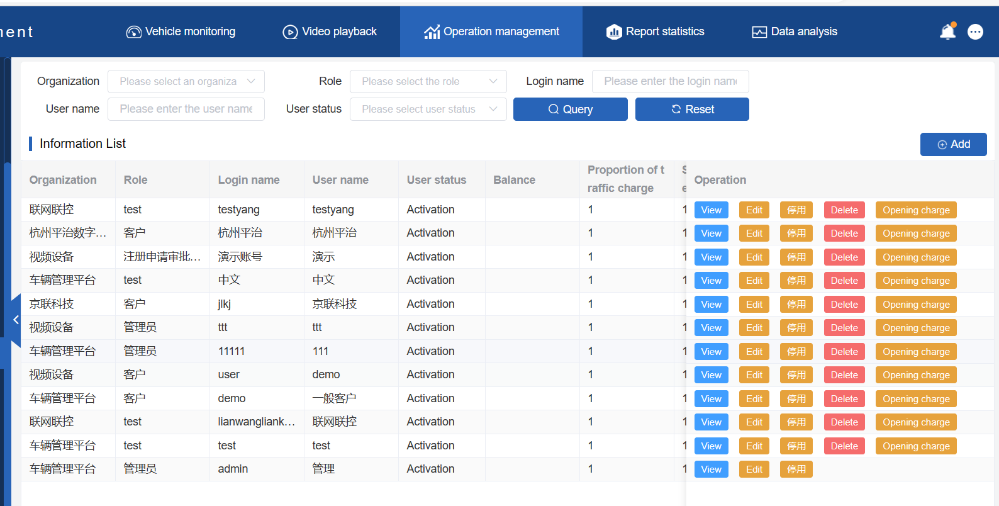 ment
Vehicle monitoring
Video playback
Operation management
Report statistics
Data analysis
Organization
Please select an organiza
Role
Please select the role
Login name
Please enter the login name
User name
Please enter the user name
User status
Please select user status
Query
Reset
Information List
Add
Organization Role Login name User name User status Balance Proportion of t
raffic charge Operation
联网联控 test testyang testyang Activation 1 1 View Edit 停用 Delete Opening charge
杭州平治数字… 客户 杭州平治 杭州平治 Activation 1 1 View Edit 停用 Delete Opening charge
视频设备 注册申请审批… 演示账号 演示 Activation 1 1 View Edit 停用 Delete Opening charge
车辆管理平台 test 中文 中文 Activation 1 1 View Edit 停用 Delete Opening charge
京联科技 客户 jlkj 京联科技 Activation 1 1 View Edit 停用 Delete Opening charge
视频设备 管理员 ttt ttt Activation 1 1 View Edit 停用 Delete Opening charge
车辆管理平台 管理员 11111 111 Activation 1 1 View Edit 停用 Delete Opening charge
视频设备 客户 user demo Activation 1 1 View Edit 停用 Delete Opening charge
车辆管理平台 客户 demo 一般客户 Activation 1 1 View Edit 停用 Delete Opening charge
联网联控 test lianwangliank… 联网联控 Activation 1 1 View Edit 停用 Delete Opening charge
车辆管理平台 test test test Activation 1 1 View Edit 停用 Delete Opening charge
车辆管理平台 管理员 admin 管理 Activation 1 1 View Edit 停用